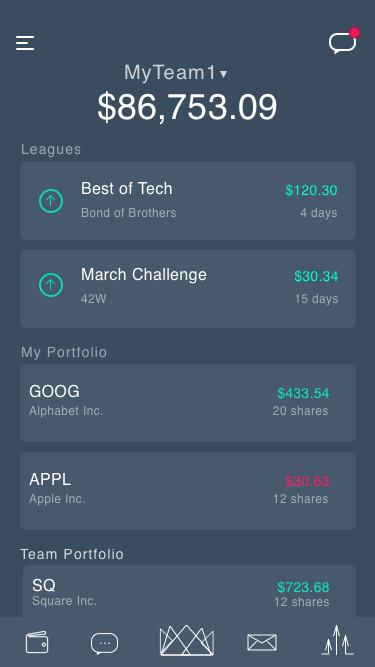 MyTeam1▾
$86,753.09
Leagues
Best of Tech $120.30
Bond of Brothers 4 days
March Challenge $30.34
42W 15 days
My Portfolio
GOOG $433.54
Alphabet Inc. 20 shares
APPL $30.63
Apple Inc. 12 shares
Team Portfolio
SQ $723.68
Square Inc. 12 shares